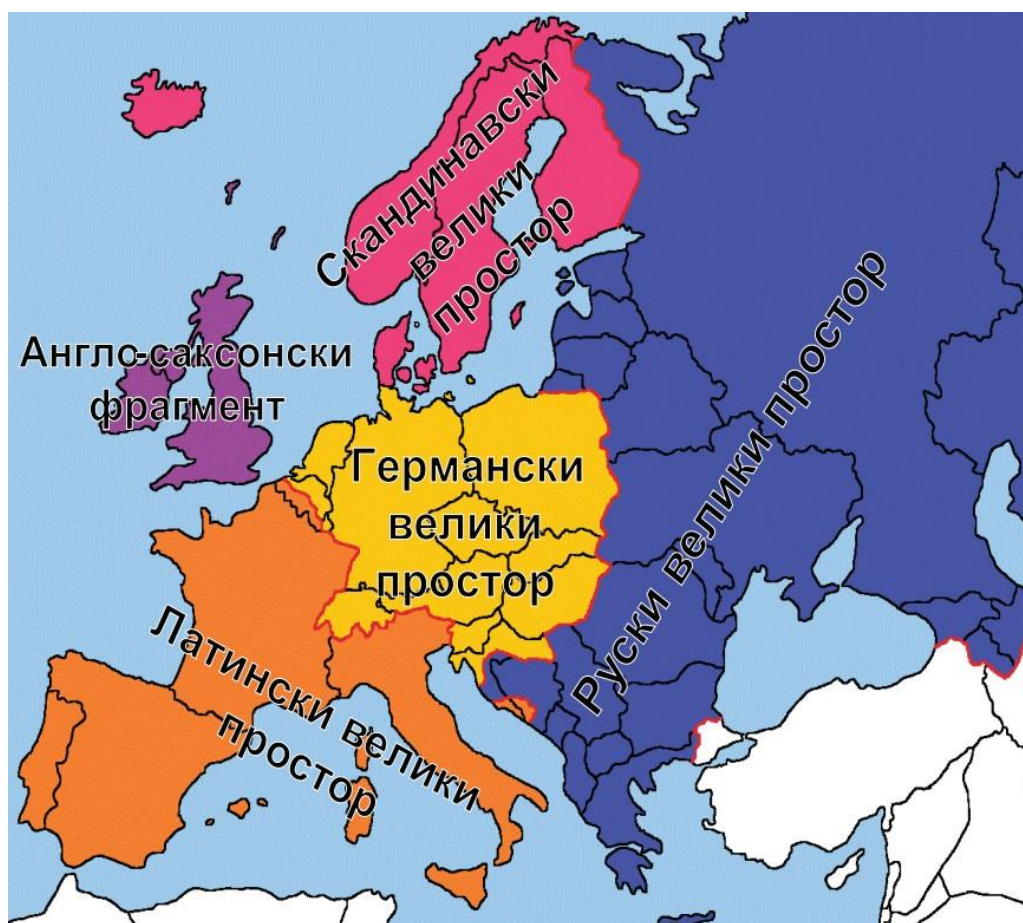 Скандинавски
велики
простор
Англо-саксонски
фрагмент
Германски
велики
простор
Руски велики простор
Латински велики
простор